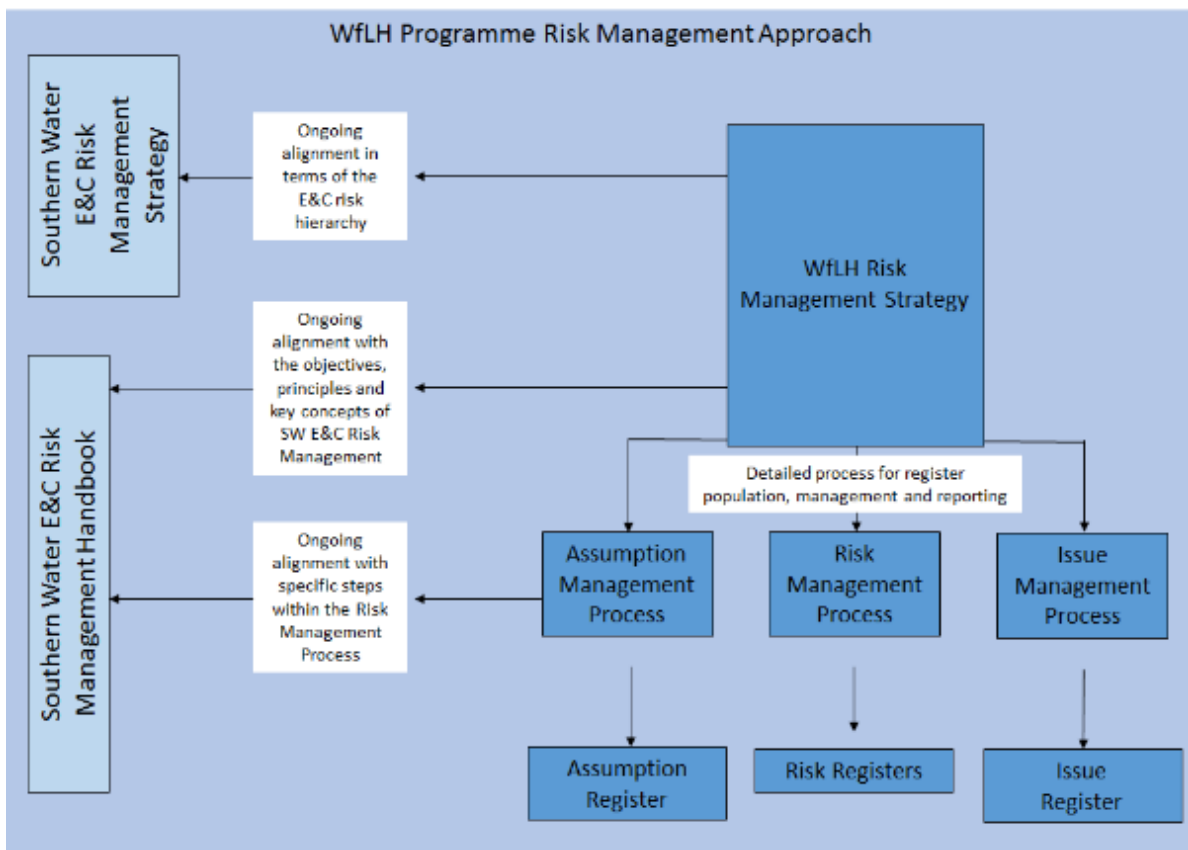 WfLH Programme Risk Management Approach
Southern Water
E&C Risk
Management
Strategy
Ongoing
alignment in
terms of the
E&C risk
hierarchy
WfLH Risk
Management Strategy
Southern Water E&C Risk
Management Handbook
Ongoing
alignment with
the objectives,
principles and
key concepts of
SW E&C Risk
Management
Detailed process for register
population, management and reporting
Ongoing
alignment with
specific steps
within the Risk
Management
Process
Assumption
Management
Process
Risk
Management
Process
Issue
Management
Process
Assumption
Register
Risk Registers
Issue
Register